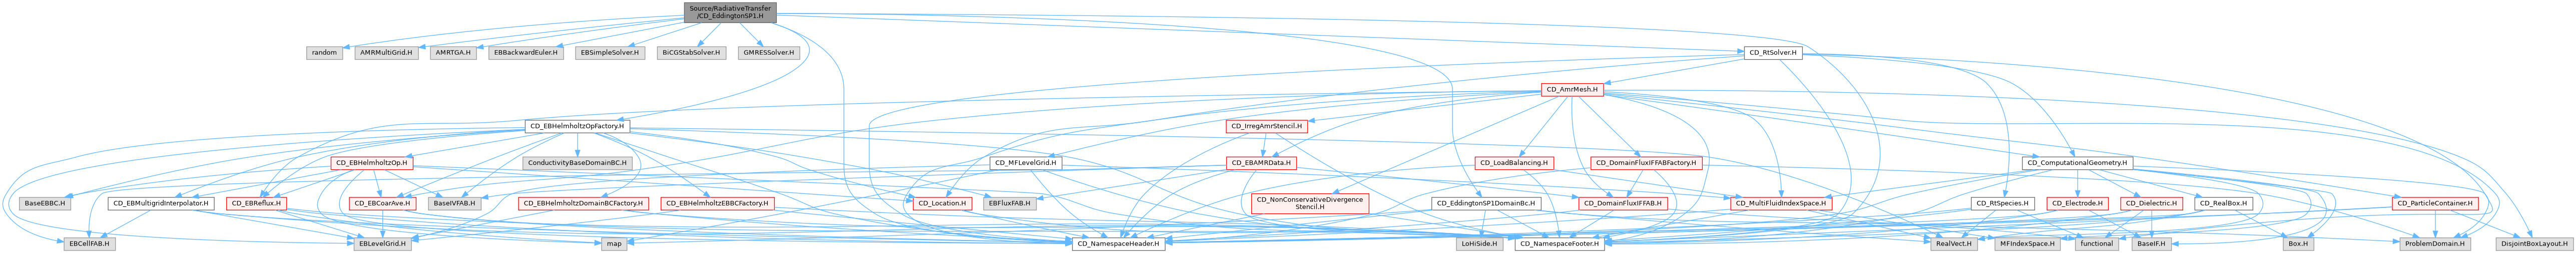 Source/RadiativeTransfer
/CD_EddingtonSP1.H
random
AMRMultiGrid.H
AMRTGA.H
EBBackwardEuler.H
EBSimpleSolver.H
BiCGStabSolver.H
GMRESSolver.H
CD_RtSolver.H
CD_AmrMesh.H
CD_EBHelmholtzOpFactory.H
CD_IrregAmrStencil.H
CD_EBHelmholtzOp.H
ConductivityBaseDomainBC.H
CD_MFLevelGrid.H
CD_EBAMRData.H
CD_LoadBalancing.H
CD_DomainFluxIFFABFactory.H
CD_ComputationalGeometry.H
BaseEBBC.H
CD_EBMultigridInterpolator.H
CD_EBReflux.H
CD_EBCoarAve.H
BaseIVFAB.H
CD_EBHelmholtzDomainBCFactory.H
CD_EBHelmholtzEBBCFactory.H
CD_Location.H
EBFluxFAB.H
CD_NonConservativeDivergence
Stencil.H
CD_EddingtonSP1DomainBc.H
CD_DomainFluxIFFAB.H
CD_MultiFluidIndexSpace.H
CD_RtSpecies.H
CD_Electrode.H
CD_Dielectric.H
CD_RealBox.H
CD_ParticleContainer.H
EBCellFAB.H
EBLevelGrid.H
map
CD_NamespaceHeader.H
LoHiSide.H
CD_NamespaceFooter.H
RealVect.H
MFIndexSpace.H
functional
BaseIF.H
Box.H
ProblemDomain.H
DisjointBoxLayout.H